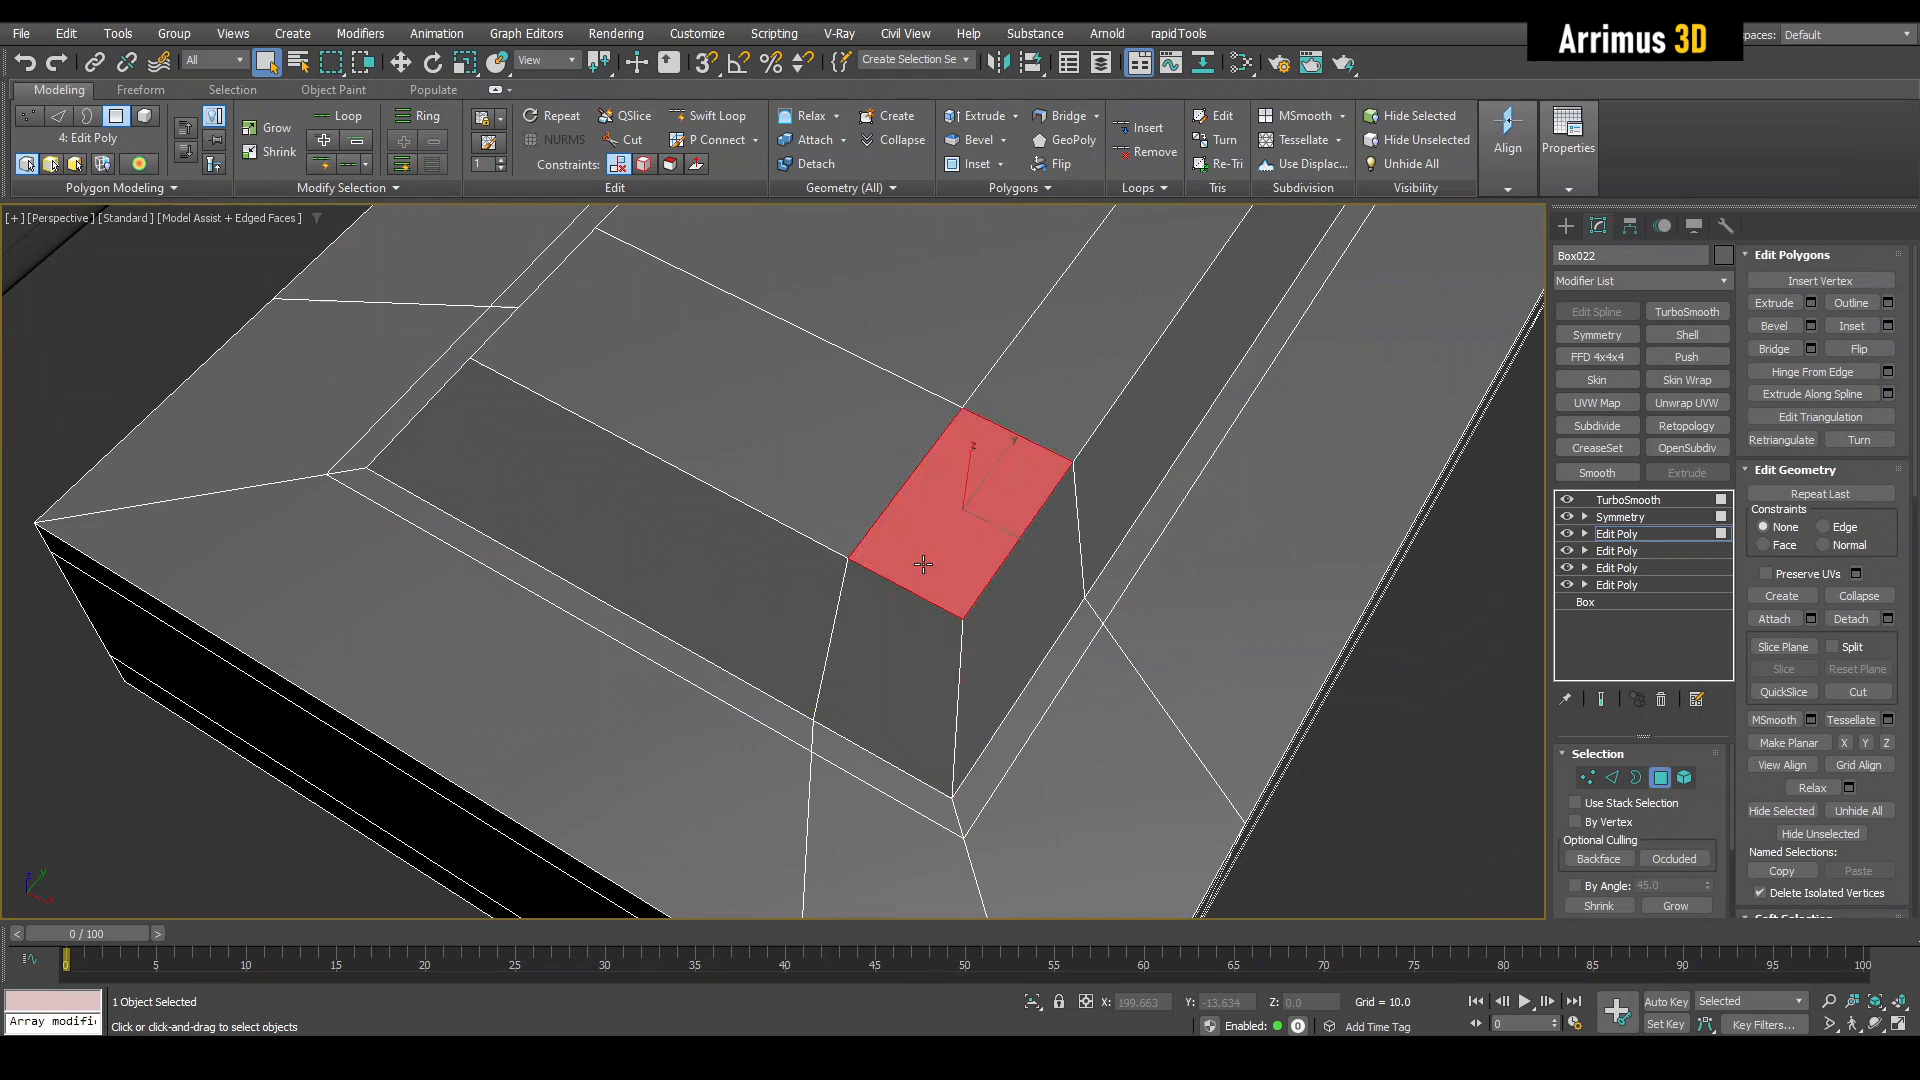 File Edit Tools Group Views Create Modifiers Animation Graph Editors Rendering Customize Scripting V-Ray Civil View Help Substance Arnold rapidTools
Arrimus 3D
paces: Default
All View Create Selection Se
Modeling Freeform Selection Object Paint Populate
4: Edit Poly
Grow
Shrink
Loop
Ring
Repeat QSlice Swift Loop
NURMS Cut P Connect
1 Constraints:
Relax Create
Attach Collapse
Detach
Extrude Bridge
Bevel GeoPoly
Inset Flip
Insert
Remove
Edit
Turn
Re-Tri
MSmooth
Tessellate
Use Displac...
Hide Selected
Hide Unselected
Unhide All
Align
Properties
Polygon Modeling Modify Selection Edit Geometry (All) Polygons Loops Tris Subdivision Visibility
[+] [Perspective] [Standard] [Model Assist + Edged Faces]
z
Box022
Modifier List
Edit Spline TurboSmooth
Symmetry Shell
FFD 4x4x4 Push
Skin Skin Wrap
UVW Map Unwrap UVW
Subdivide Retopology
CreaseSet OpenSubdiv
Smooth Extrude
TurboSmooth
Symmetry
Edit Poly
Edit Poly
Edit Poly
Edit Poly
Box
Selection
Use Stack Selection
By Vertex
Optional Culling
Backface Occluded
By Angle: 45.0
Shrink Grow
Edit Polygons
Insert Vertex
Extrude Outline
Bevel Inset
Bridge Flip
Hinge From Edge
Extrude Along Spline
Edit Triangulation
Retriangulate Turn
Edit Geometry
Repeat Last
Constraints
None Edge
Face Normal
Preserve UVs
Create Collapse
Attach Detach
Slice Plane Split
Slice Reset Plane
QuickSlice Cut
MSmooth Tessellate
Make Planar X Y Z
View Align Grid Align
Relax
Hide Selected Unhide All
Hide Unselected
Named Selections:
Copy Paste
Delete Isolated Vertices
Soft Selection
z y x
< 0 / 100 >
0 5 10 15 20 25 30 35 40 45 50 55 60 65 70 75 80 85 90 95 100
1 Object Selected
Array modifi
Click or click-and-drag to select objects
X: 199.663 Y: -13.634 Z: 0.0 Grid = 10.0
Enabled: 0 Add Time Tag
0
Auto Key Selected
Set Key Key Filters...